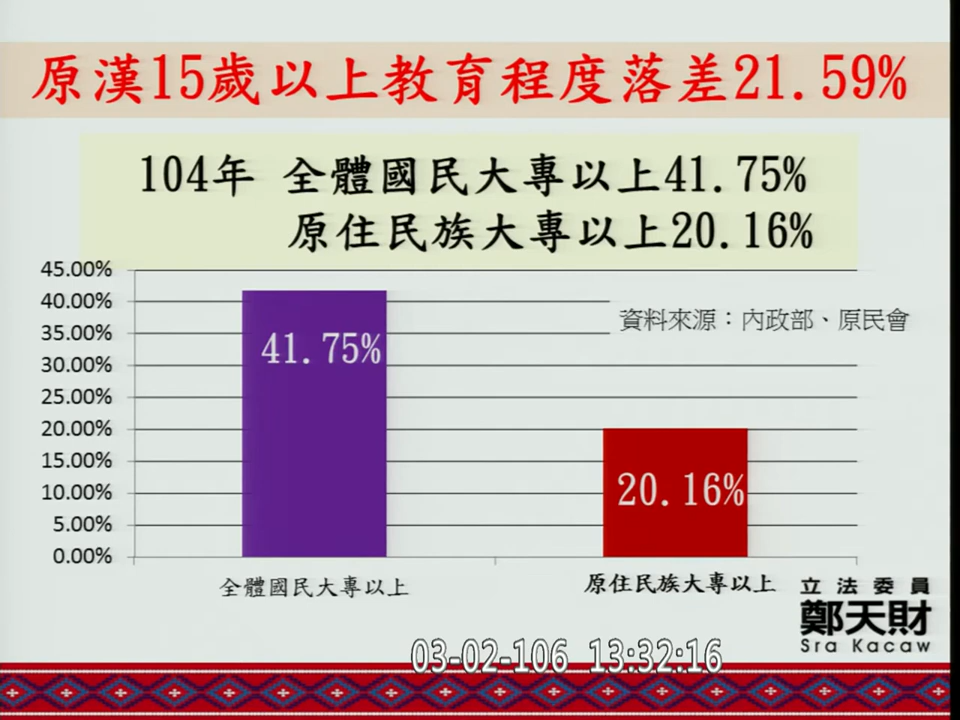 原漢15歲以上教育程度落差21.59%
104年 全體國民大專以上41.75%
原住民族大專以上20.16%
45.00%
40.00%
35.00%
30.00%
25.00%
20.00%
15.00%
10.00%
5.00%
0.00%
資料來源：內政部、原民會
41.75%
20.16%
全體國民大專以上
原住民族大專以上
立法委員
鄭天財
Sra Kacaw
03-02-106 13:32:16